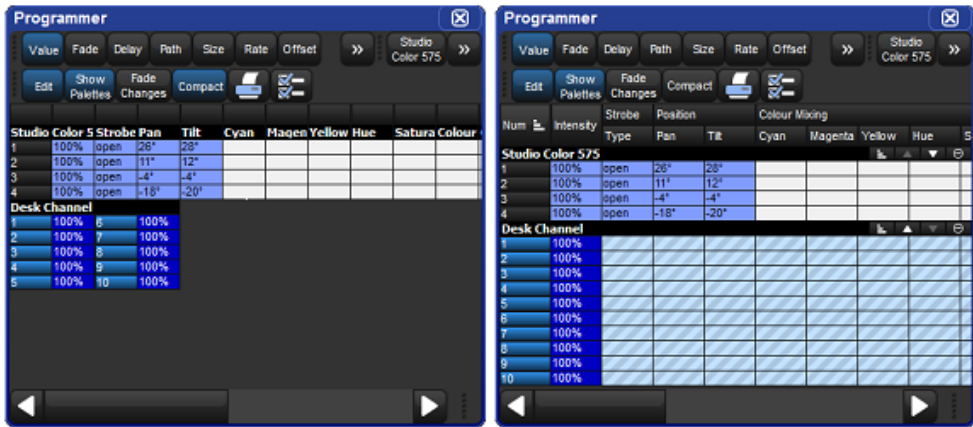 Programmer
Value Fade Delay Path Size Rate Offset » Studio Color 575 »
Edit Show Palettes Fade Changes Compact
Studio Color 5 Strobe Pan Tilt Cyan Magen Yellow Hue Satura Colour
1 100% open 26° 28°
2 100% open 11° 12°
3 100% open -4° -4°
4 100% open -18° -20°
Desk Channel
1 100% 6 100%
2 100% 7 100%
3 100% 8 100%
4 100% 9 100%
5 100% 10 100%
Programmer
Value Fade Delay Path Size Rate Offset » Studio Color 575 »
Edit Show Palettes Fade Changes Compact
Num Intensity Strobe Position Colour Mixing
Type Pan Tilt Cyan Magenta Yellow Hue S
Studio Color 575
1 100% open 26° 28°
2 100% open 11° 12°
3 100% open -4° -4°
4 100% open -18° -20°
Desk Channel
1 100%
2 100%
3 100%
4 100%
5 100%
6 100%
7 100%
8 100%
9 100%
10 100%